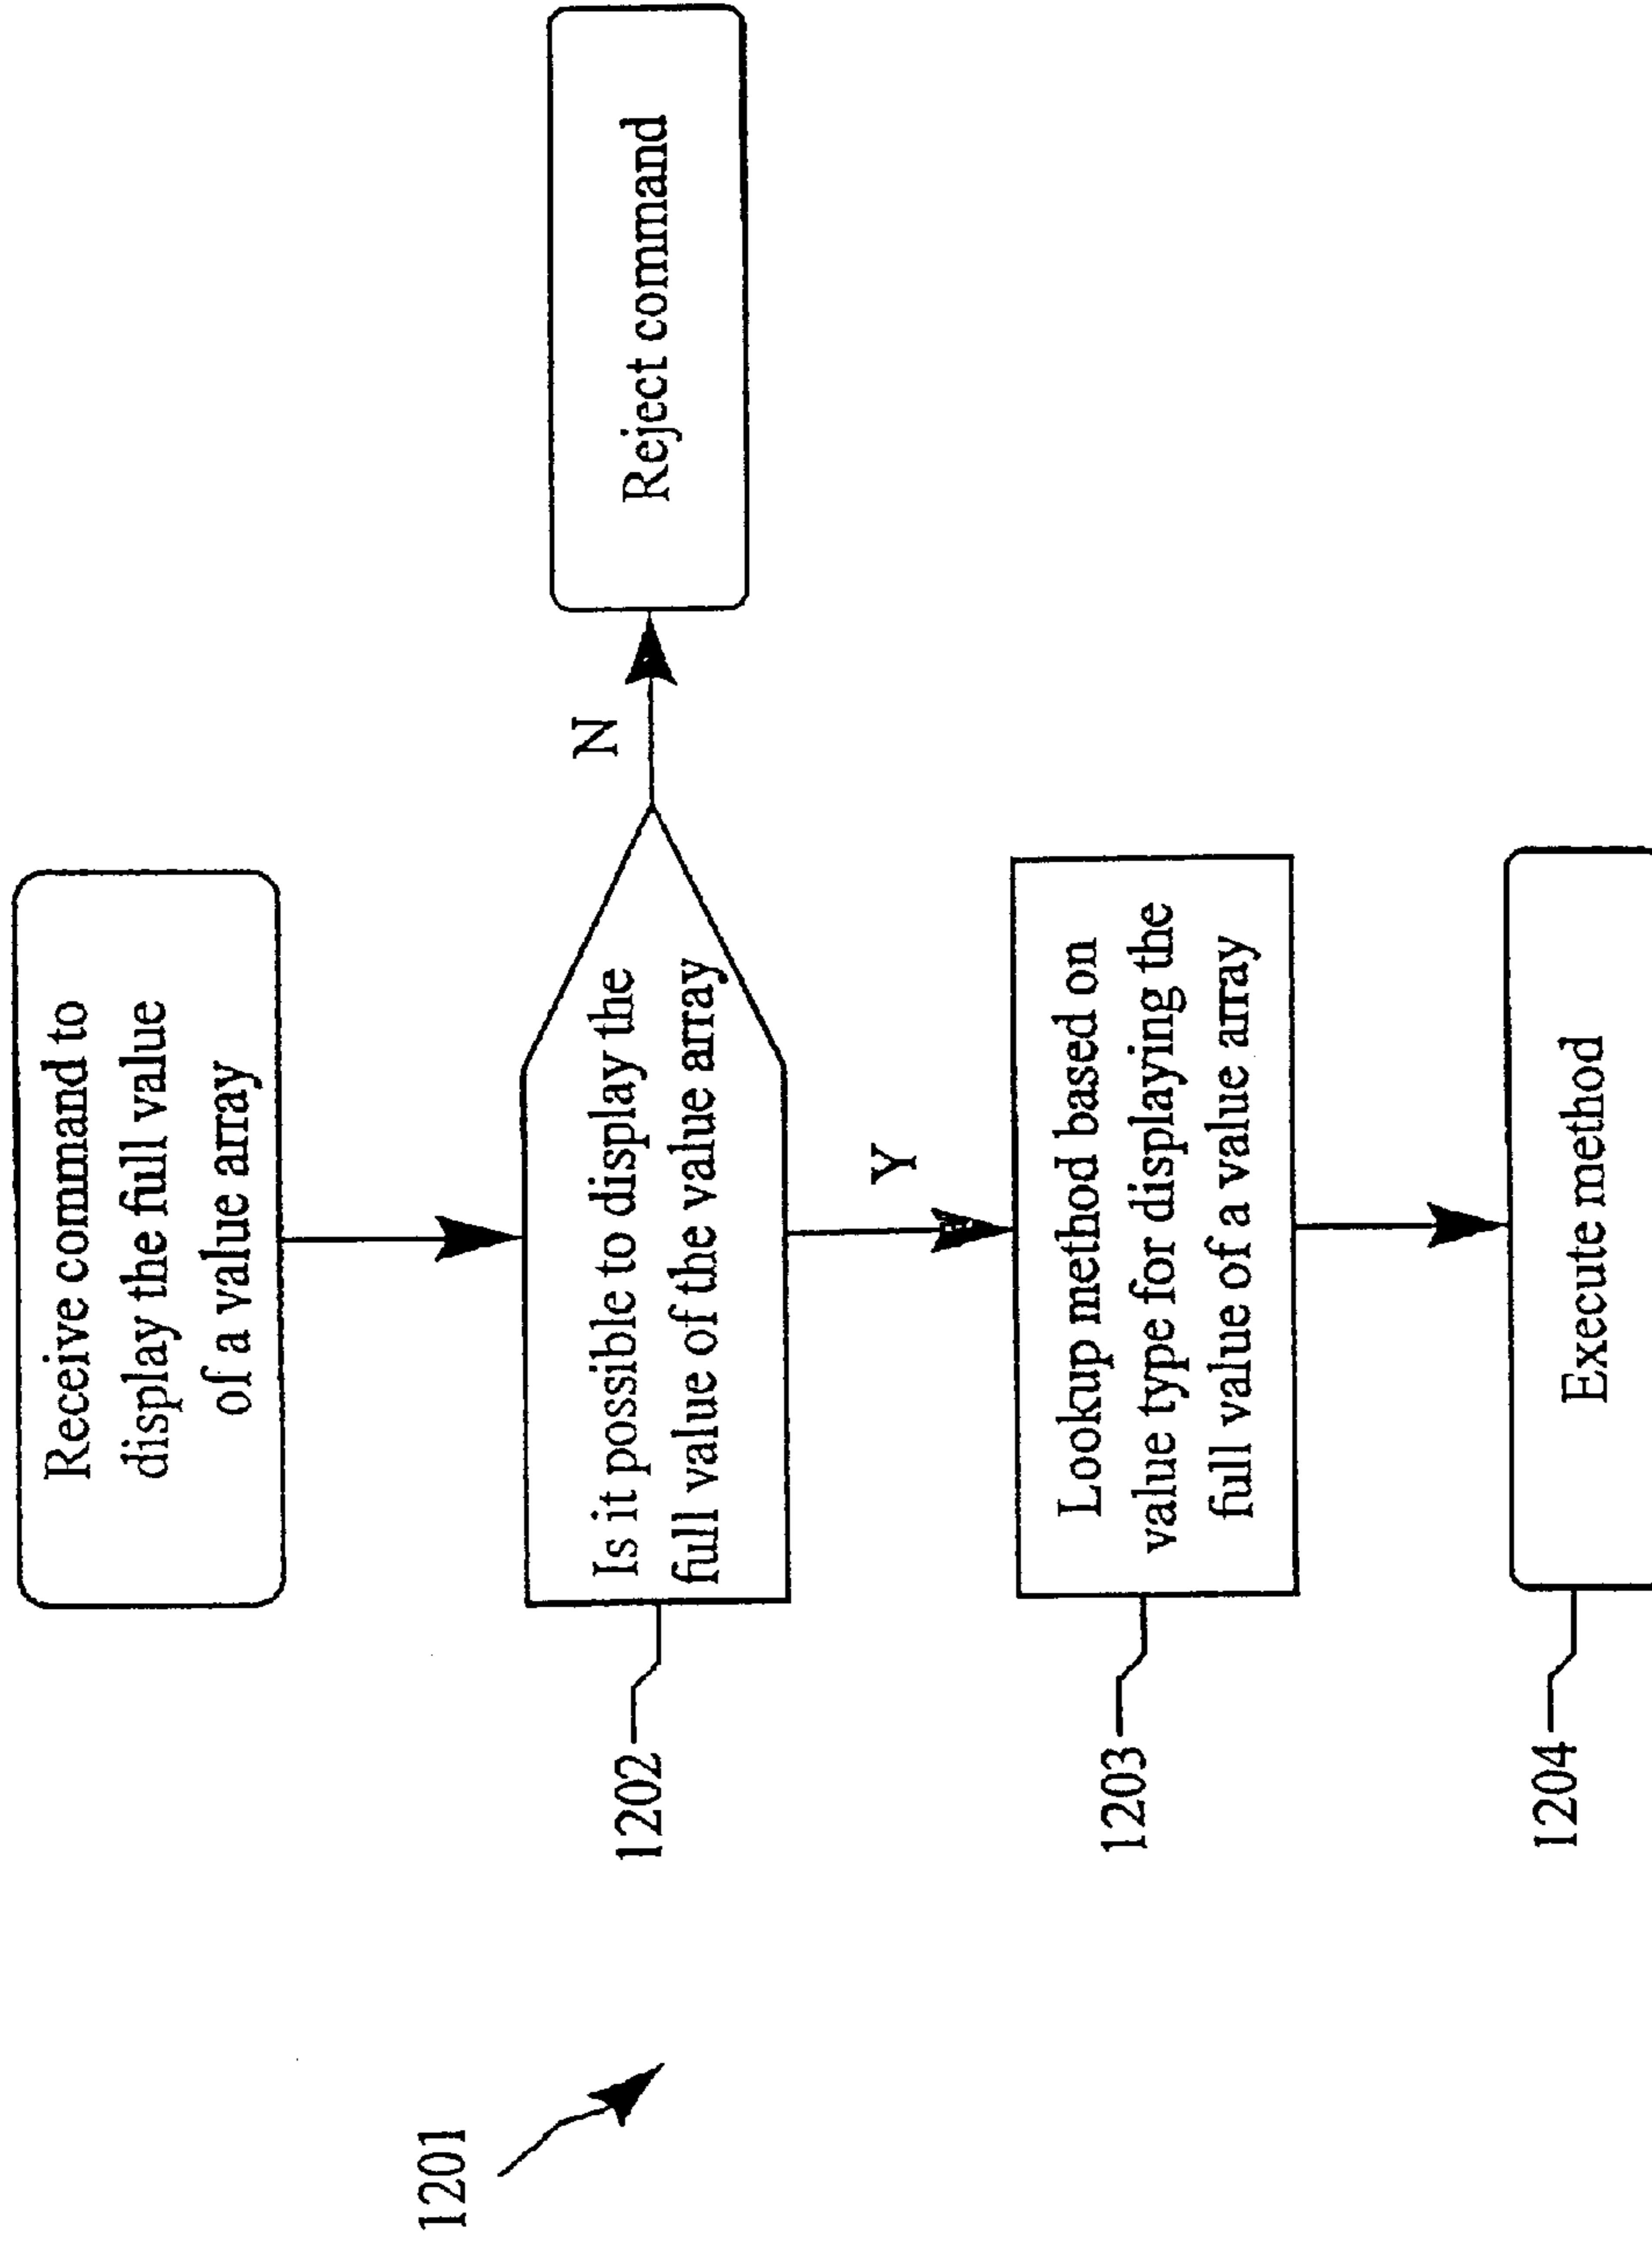 Receive command to
display the full value
of a value array
Is it possible to display the
full value of the value array
N
Reject command
1202
Y
Lookup method based on
value type for displaying the
full value of a value array
1203
Execute method
1204
1201